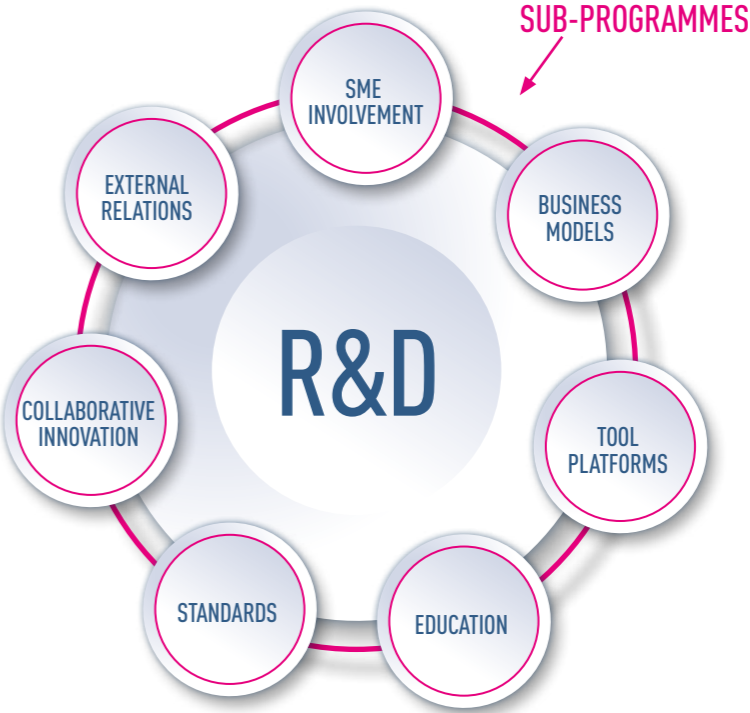 SUB-PROGRAMMES
SME
INVOLVEMENT
BUSINESS
MODELS
TOOL
PLATFORMS
EDUCATION
STANDARDS
COLLABORATIVE
INNOVATION
EXTERNAL
RELATIONS
R&D